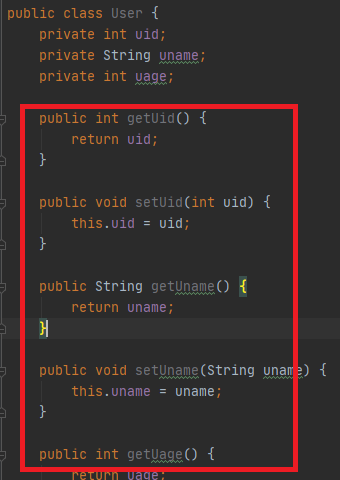 public class User {
private int uid;
private String uname;
private int uage;
public int getUid() {
return uid;
}
public void setUid(int uid) {
this.uid = uid;
}
public String getUname() {
return uname;
}
public void setUname(String uname) {
this.uname = uname;
}
public int getUage() {
return uage;